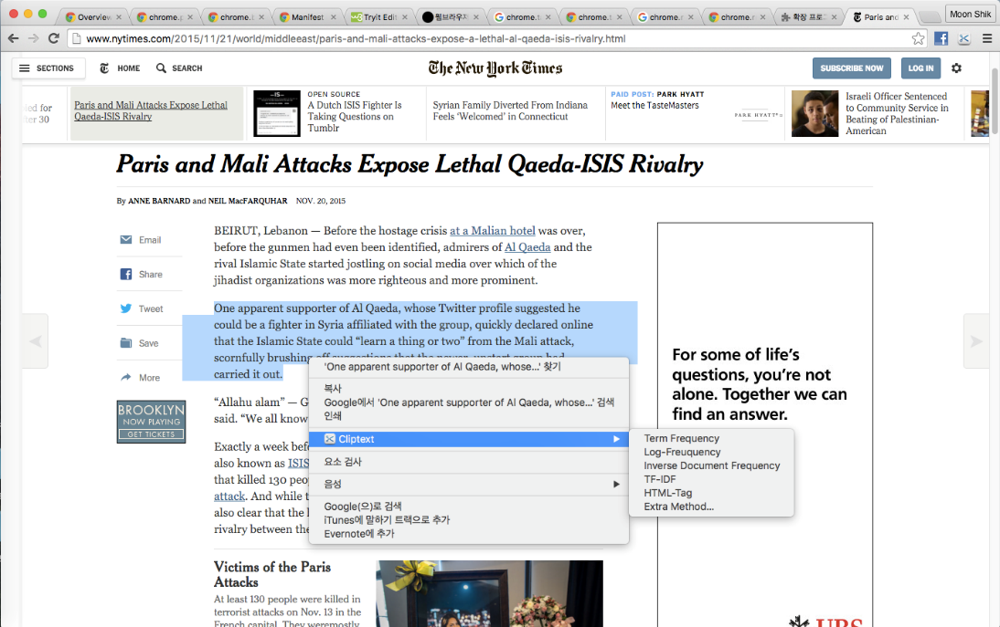 Overview
chrome.
chrome.i
Manifest
TryIt Edit
웹브라우저
chrome.t
chrome.t
chrome.r
chrome.r
확장 프로그
Paris and
Moon Shik
www.nytimes.com/2015/11/21/world/middleeast/paris-and-mali-attacks-expose-a-lethal-al-qaeda-isis-rivalry.html
SECTIONS
HOME
SEARCH
The New York Times
SUBSCRIBE NOW
LOG IN
ed for
ter 30
Paris and Mali Attacks Expose Lethal
Qaeda-ISIS Rivalry
OPEN SOURCE
A Dutch ISIS Fighter Is
Taking Questions on
Tumblr
Syrian Family Diverted From Indiana
Feels ‘Welcomed’ in Connecticut
PAID POST: PARK HYATT
Meet the TasteMasters
PARK HYATT
Israeli Officer Sentenced
to Community Service in
Beating of Palestinian-
American
Paris and Mali Attacks Expose Lethal Qaeda-ISIS Rivalry
By ANNE BARNARD and NEIL MacFARQUHAR NOV. 20, 2015
Email
Share
Tweet
Save
More
BROOKLYN
NOW PLAYING
GET TICKETS
BEIRUT, Lebanon — Before the hostage crisis at a Malian hotel was over,
before the gunmen had even been identified, admirers of Al Qaeda and the
rival Islamic State started jostling on social media over which of the
jihadist organizations was more righteous and more prominent.
One apparent supporter of Al Qaeda, whose Twitter profile suggested he
could be a fighter in Syria affiliated with the group, quickly declared online
that the Islamic State could “learn a thing or two” from the Mali attack,
scornfully brushing off suggestions that the newer, upstart group had
carried it out.
“Allahu alam” — G
said. “We all know
Exactly a week bef
also known as ISIS
that killed 130 peop
attack. And while t
also clear that the
rivalry between the
'One apparent supporter of Al Qaeda, whose...' 찾기
복사
Google에서 'One apparent supporter of Al Qaeda, whose...' 검색
인쇄
Cliptext
요소 검사
음성
Google(으)로 검색
iTunes에 말하기 트랙으로 추가
Evernote에 추가
Term Frequency
Log-Freuquency
Inverse Document Frequency
TF-IDF
HTML-Tag
Extra Method...
For some of life’s
questions, you’re not
alone. Together we can
find an answer.
UBS
Victims of the Paris
Attacks
At least 130 people were killed in
terrorist attacks on Nov. 13 in the
French capital. They weremostly